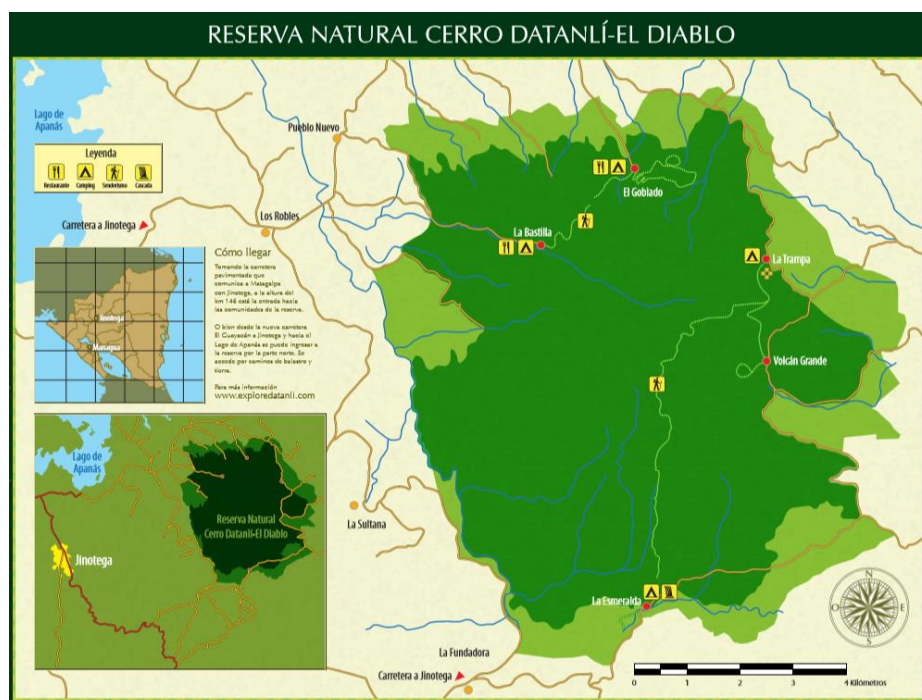 RESERVA NATURAL CERRO DATANLÍ-EL DIABLO
Lago de
Apanás
Pueblo Nuevo
Leyenda
Restaurante Camping Senderismo Cascada
El Gobiado
Carretera a Jinotega
Los Robles
La Bastilla
Cómo llegar
Tomando la carretera
pavimentada que
comunica a Matagalpa
con Jinotega, a la altura del
km 146 está la entrada hacia
las comunidades de la reserva.
O bien desde la nueva carretera
El Guayacán a Jinotega y hacia el
Lago de Apanás se puede ingresar a
la reserva por la parte norte. Se
accede por caminos de balastro y
tierra.
Para más información
www.exploredatanli.com
Jinotega
Managua
La Trampa
Volcán Grande
Lago de
Apanás
Reserva Natural
Cerro Datanlí-El Diablo
Jinotega
La Sultana
La Esmeralda
La Fundadora
Carretera a Jinotega
N
O E
S
0 1 2 3 4 Kilómetros